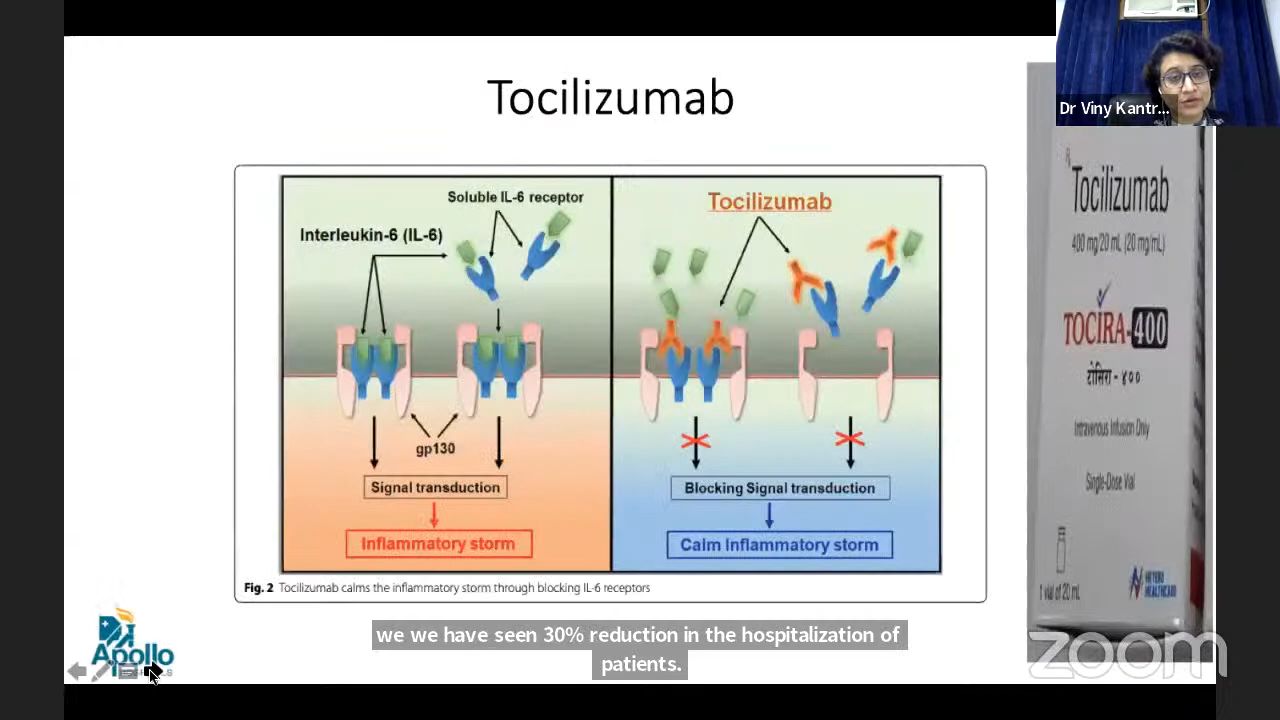 Tocilizumab
Dr Viny Kantr...
Soluble IL-6 receptor
Interleukin-6 (IL-6)
gp130
Signal transduction
Inflammatory storm
Tocilizumab
Blocking Signal transduction
Calm Inflammatory storm
Fig. 2 Tocilizumab calms the inflammatory storm through blocking IL-6 receptors
Tocilizumab
400 mg/20 mL (20 mg/mL)
TOCIRA-400
टोसिरा - ४००
Intravenous Infusion Only
Single-Dose Vial
1 vial of 20 mL
HETERO
HEALTHCARE
Apollo
we we have seen 30% reduction in the hospitalization of
patients.
zoom